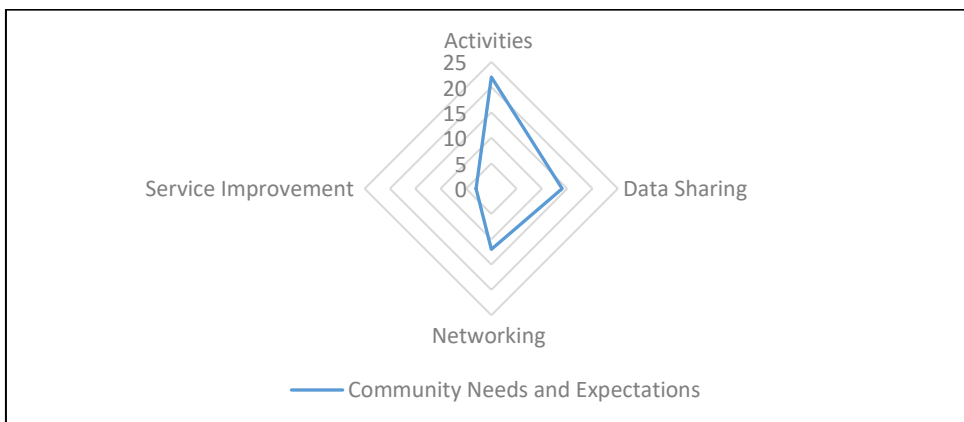 Activities
25
20
15
10
5
0
Service Improvement
Data Sharing
Networking
Community Needs and Expectations